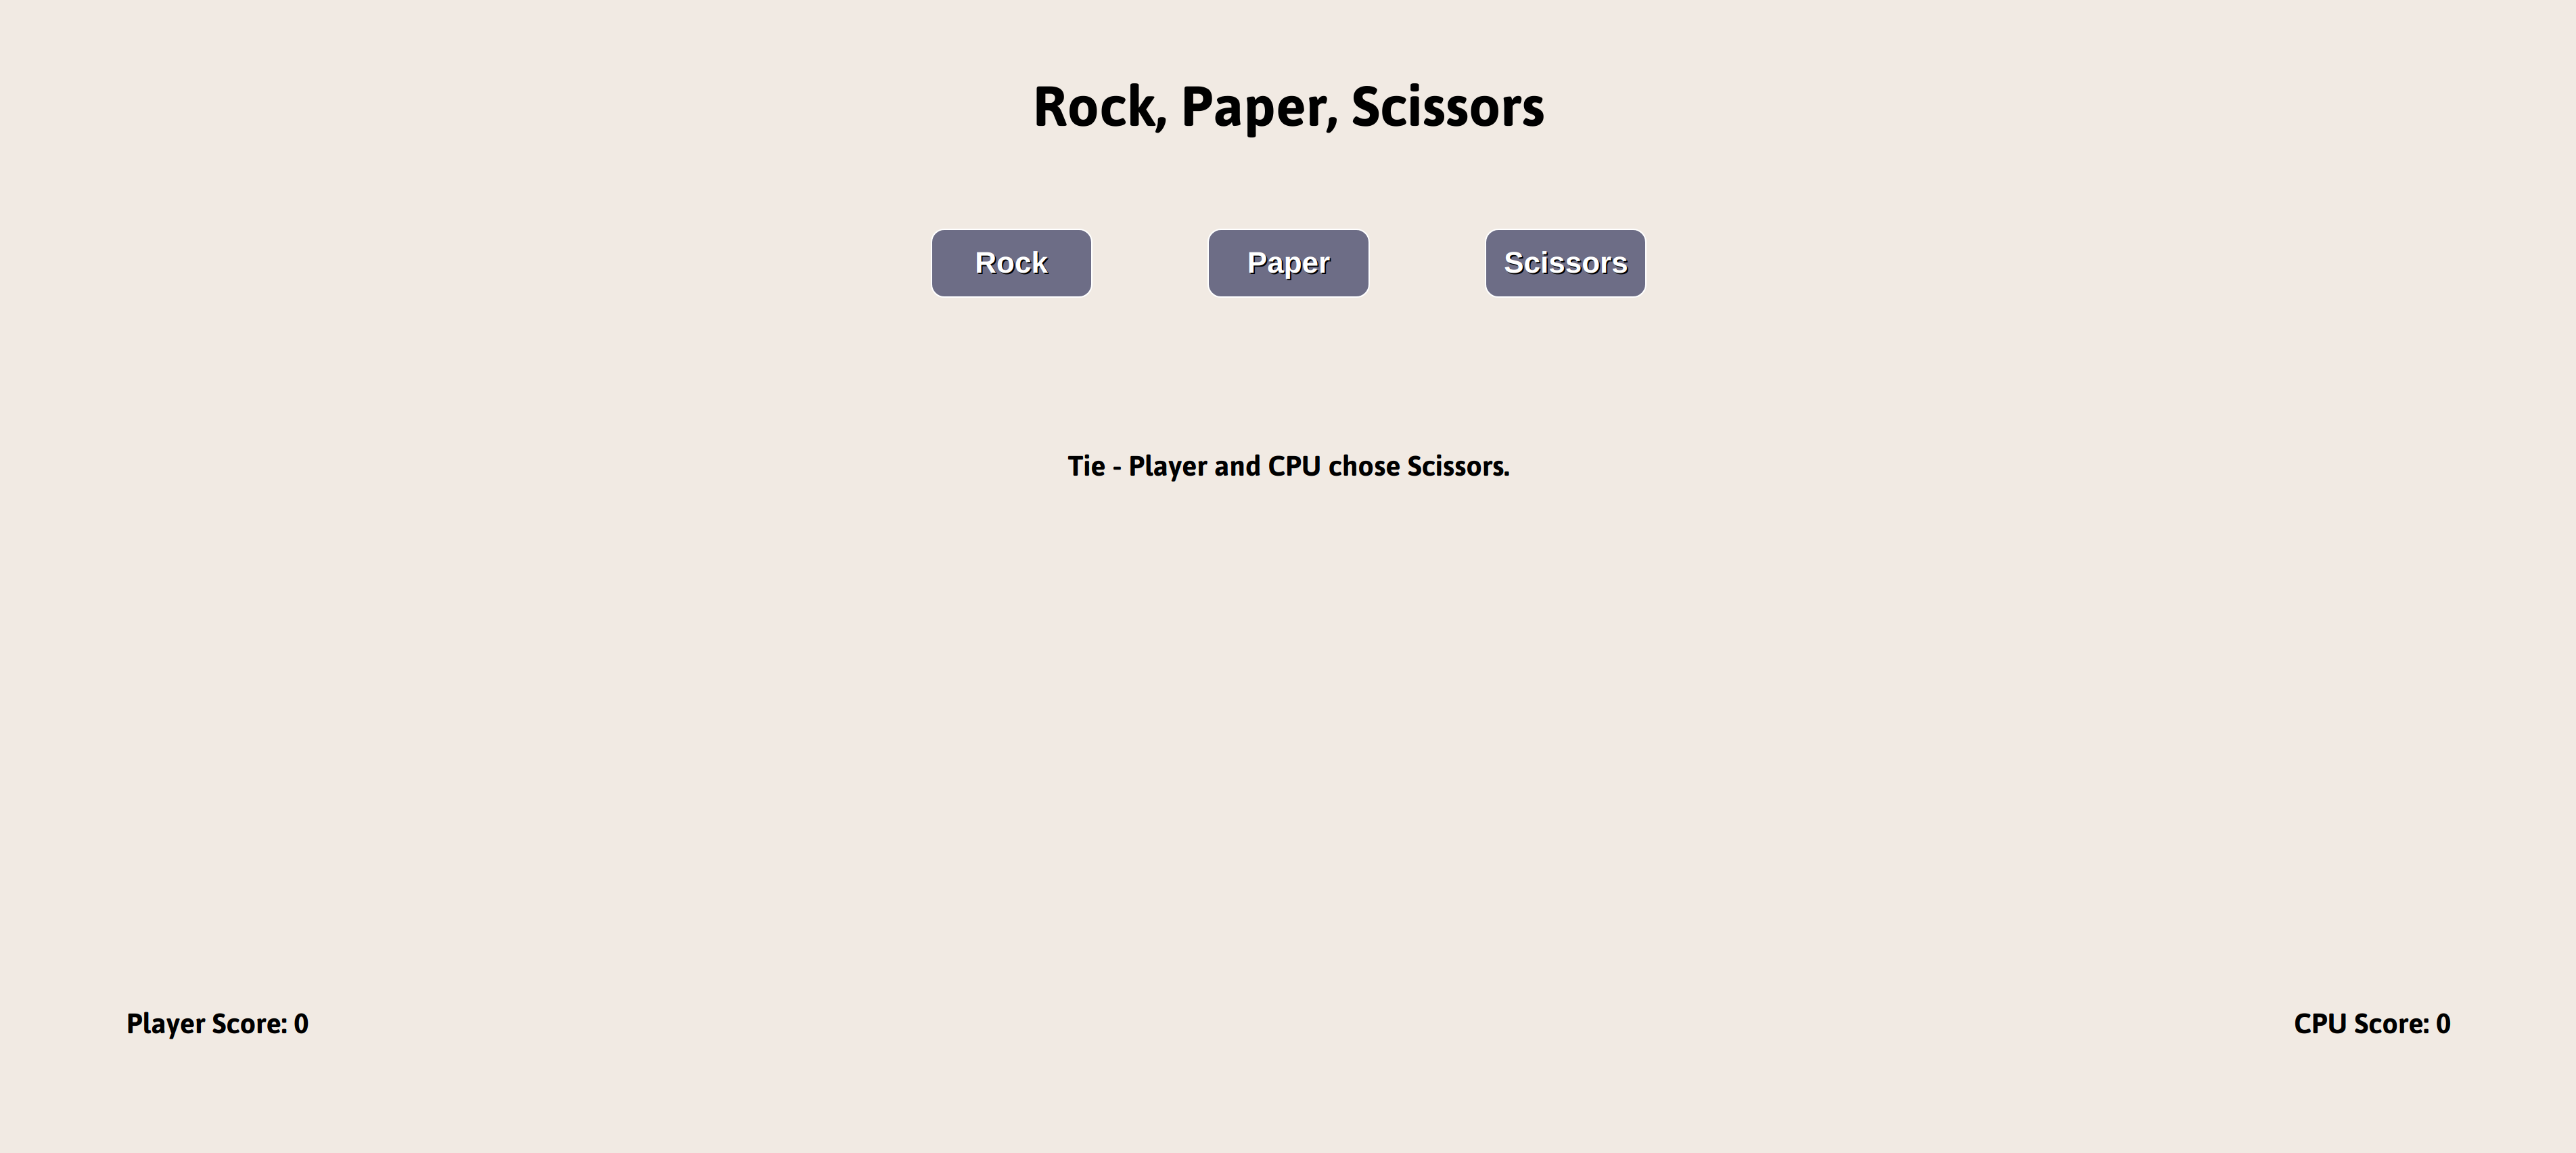 Rock, Paper, Scissors
Rock
Paper
Scissors
Tie - Player and CPU chose Scissors.
Player Score: 0
CPU Score: 0